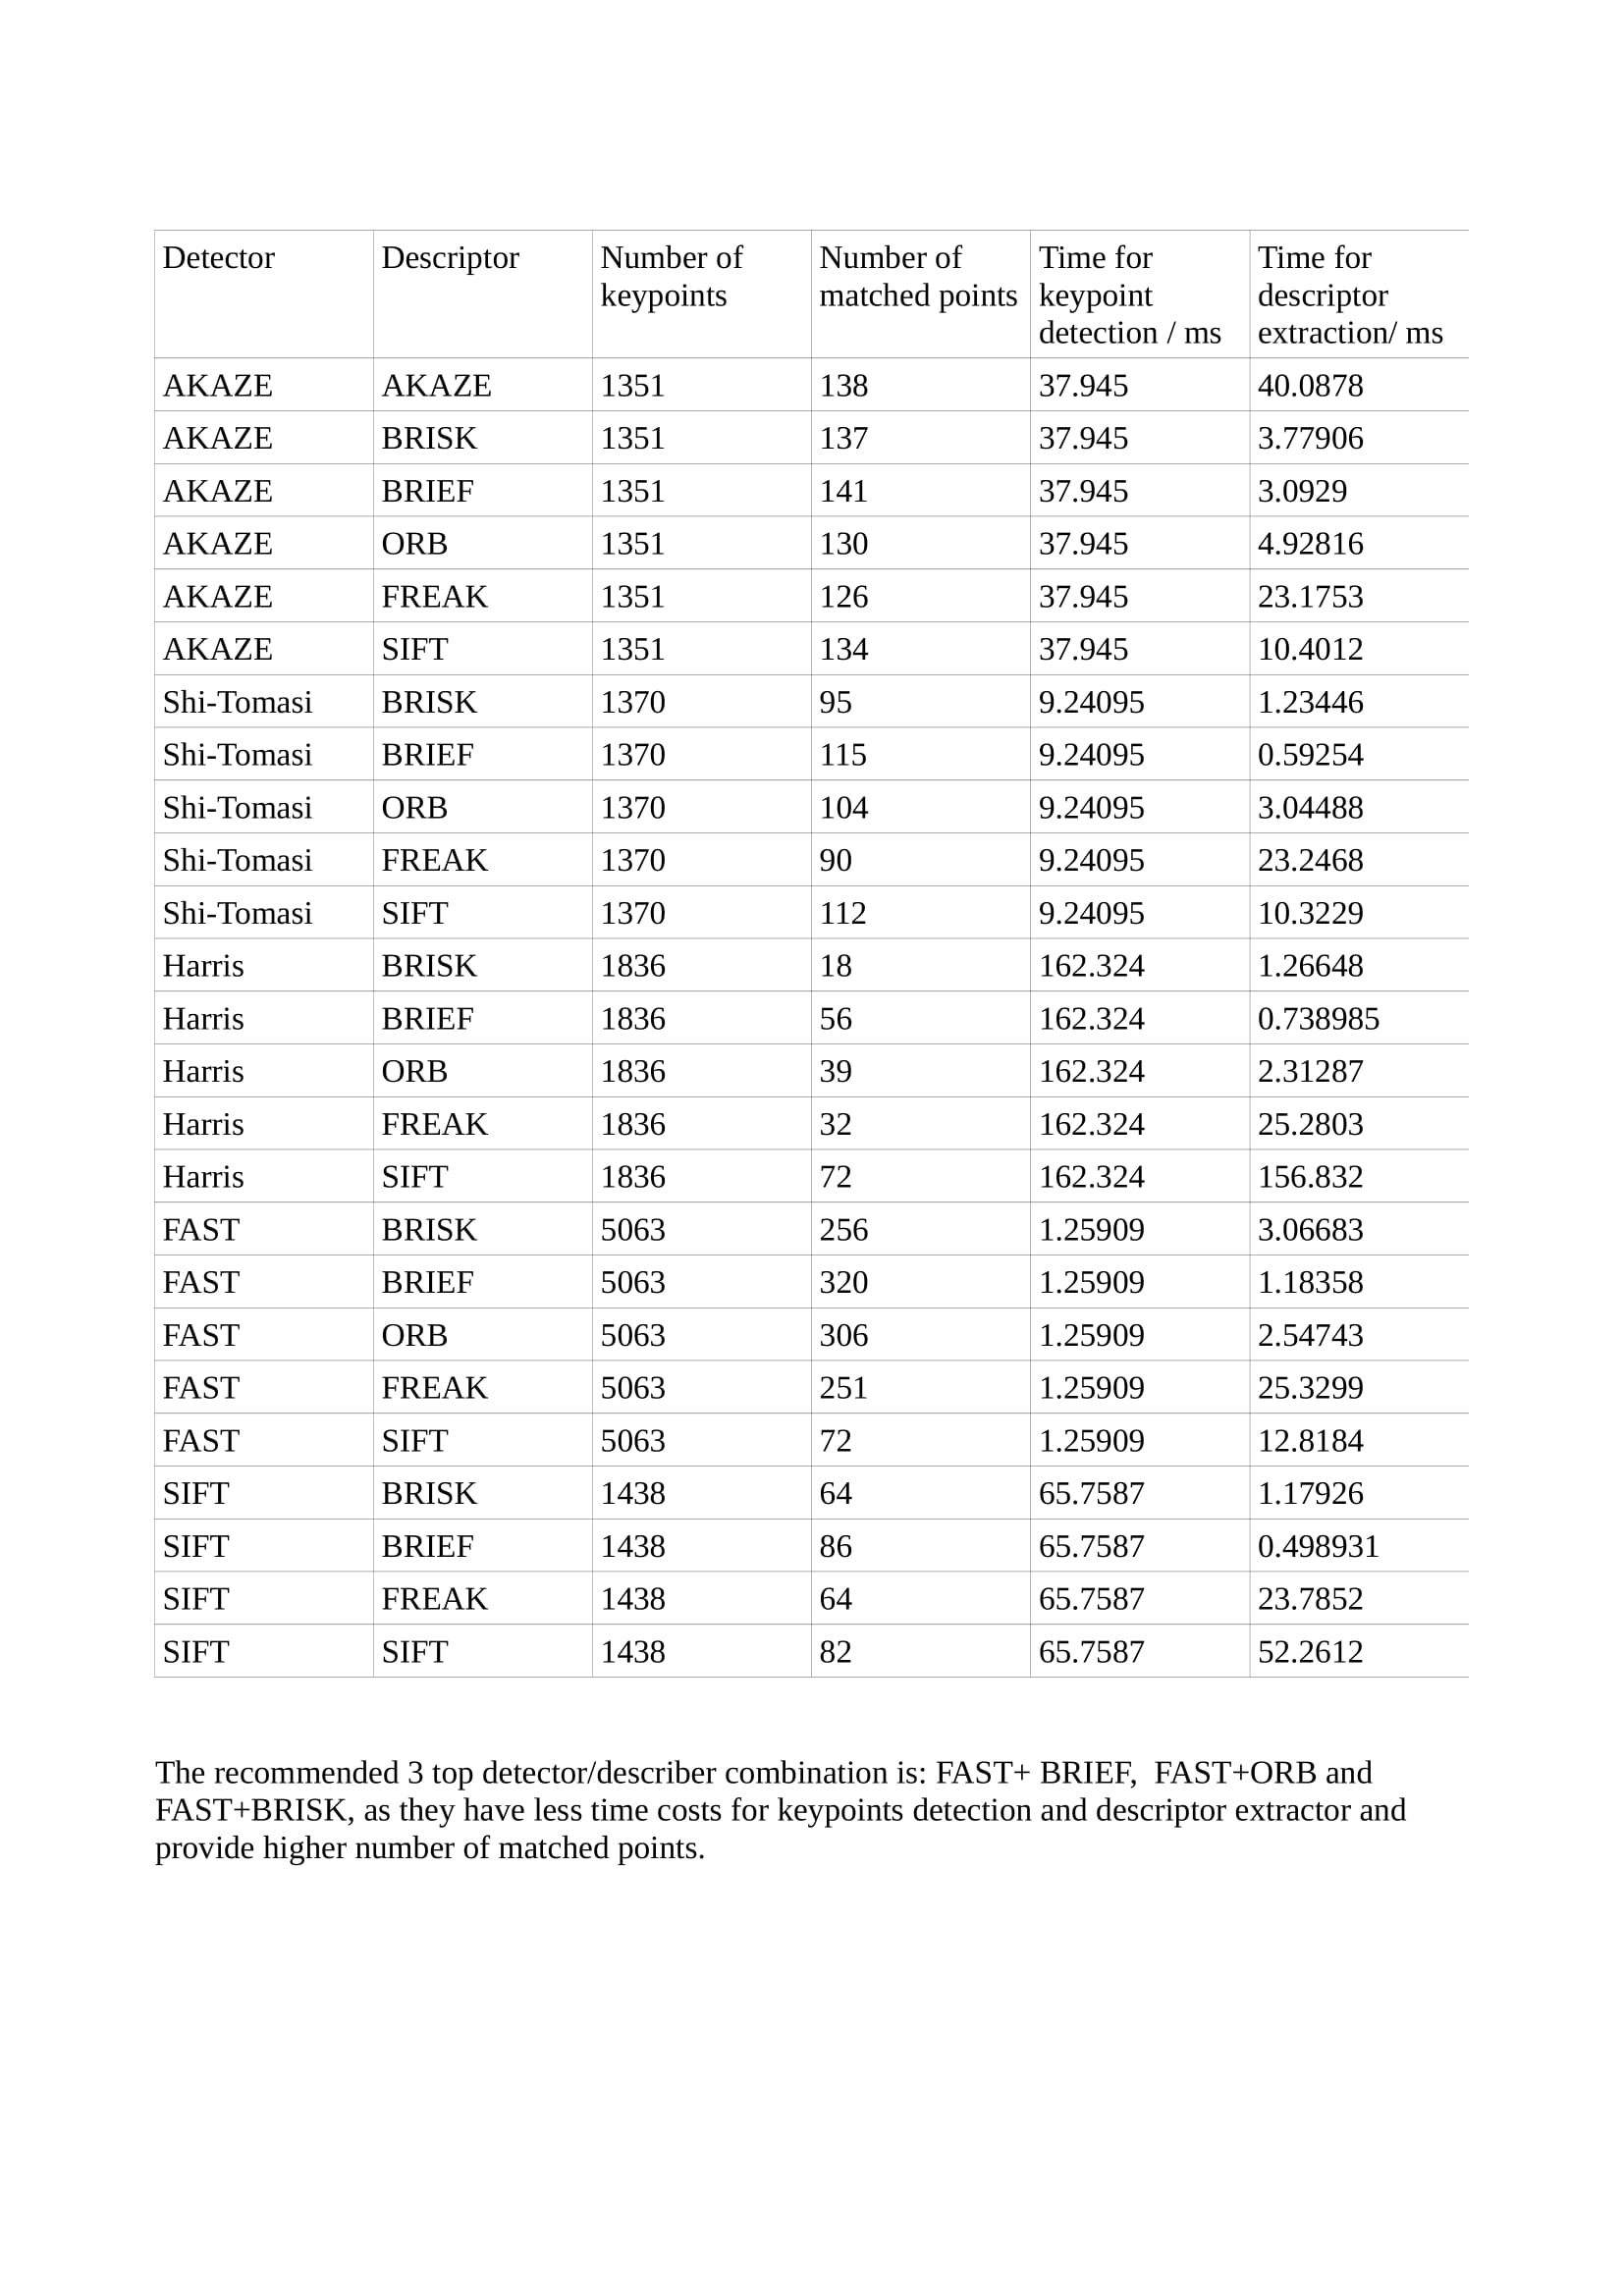 Detector Descriptor Number of keypoints Number of matched points Time for keypoint detection / ms Time for descriptor extraction/ ms
AKAZE AKAZE 1351 138 37.945 40.0878
AKAZE BRISK 1351 137 37.945 3.77906
AKAZE BRIEF 1351 141 37.945 3.0929
AKAZE ORB 1351 130 37.945 4.92816
AKAZE FREAK 1351 126 37.945 23.1753
AKAZE SIFT 1351 134 37.945 10.4012
Shi-Tomasi BRISK 1370 95 9.24095 1.23446
Shi-Tomasi BRIEF 1370 115 9.24095 0.59254
Shi-Tomasi ORB 1370 104 9.24095 3.04488
Shi-Tomasi FREAK 1370 90 9.24095 23.2468
Shi-Tomasi SIFT 1370 112 9.24095 10.3229
Harris BRISK 1836 18 162.324 1.26648
Harris BRIEF 1836 56 162.324 0.738985
Harris ORB 1836 39 162.324 2.31287
Harris FREAK 1836 32 162.324 25.2803
Harris SIFT 1836 72 162.324 156.832
FAST BRISK 5063 256 1.25909 3.06683
FAST BRIEF 5063 320 1.25909 1.18358
FAST ORB 5063 306 1.25909 2.54743
FAST FREAK 5063 251 1.25909 25.3299
FAST SIFT 5063 72 1.25909 12.8184
SIFT BRISK 1438 64 65.7587 1.17926
SIFT BRIEF 1438 86 65.7587 0.498931
SIFT FREAK 1438 64 65.7587 23.7852
SIFT SIFT 1438 82 65.7587 52.2612
The recommended 3 top detector/describer combination is: FAST+ BRIEF,  FAST+ORB and
FAST+BRISK, as they have less time costs for keypoints detection and descriptor extractor and
provide higher number of matched points.